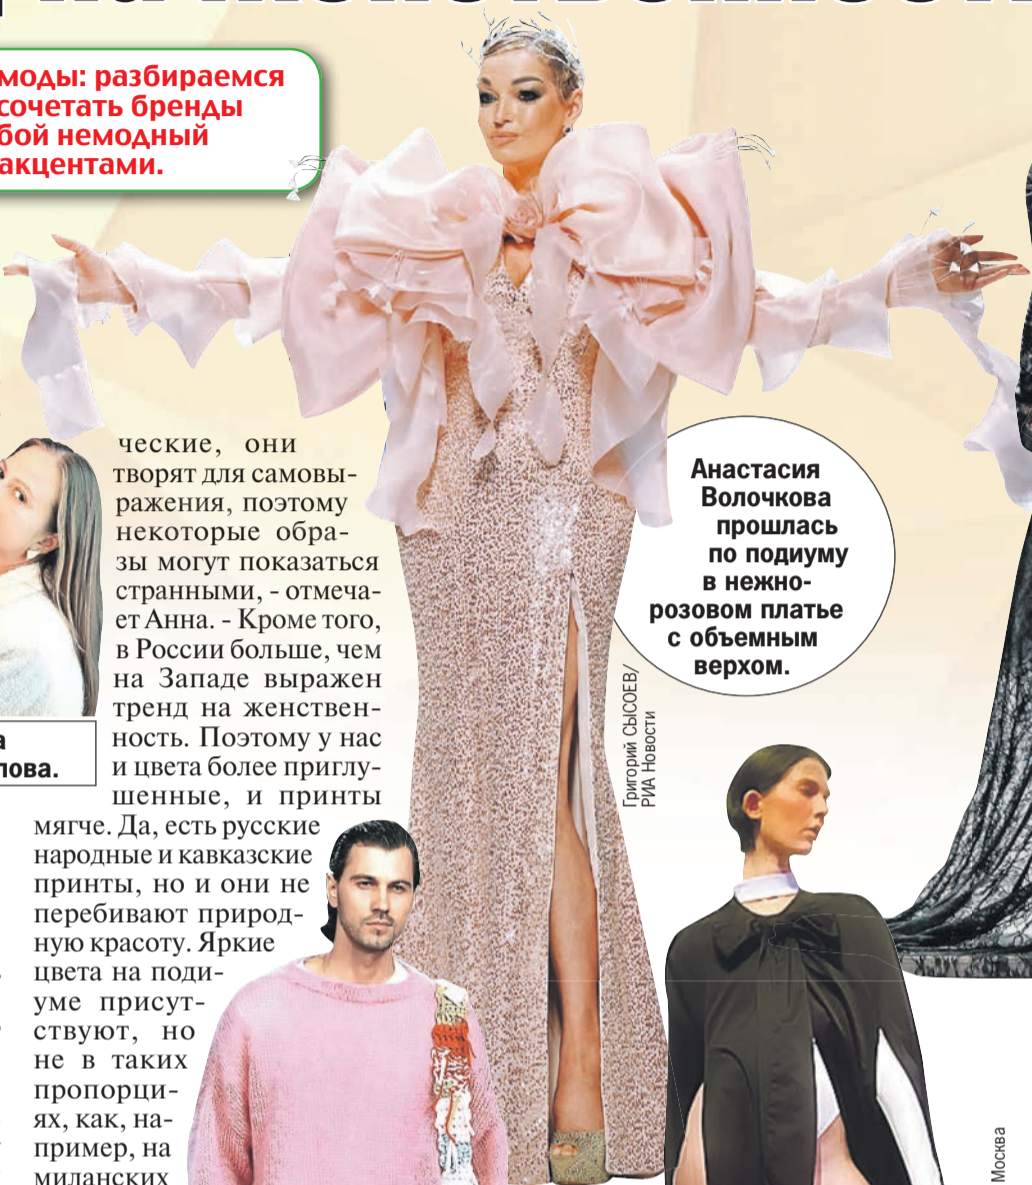 моды: разбираемся
сочетать бренды
бой немодный
акцентами.
ческие, они
творят для самовы-
ражения, поэтому
некоторые обра-
зы могут показаться
странными, - отмеча-
ет Анна. - Кроме того,
в России больше, чем
на Западе выражен
тренд на женствен-
ность. Поэтому у нас
и цвета более приглу-
шенные, и принты
мягче. Да, есть русские
народные и кавказские
принты, но и они не
перебивают природ-
ную красоту. Яркие
цвета на поди-
уме присут-
ствуют, но
не в таких
пропорци-
ях, как, на-
пример, на
миланских
Анастасия
Волочкова
прошлась
по подиуму
в нежно-
розовом платье
с объемным
верхом.
Григорий СЫСОЕВ/
РИА Новости
а
лова.
Москва